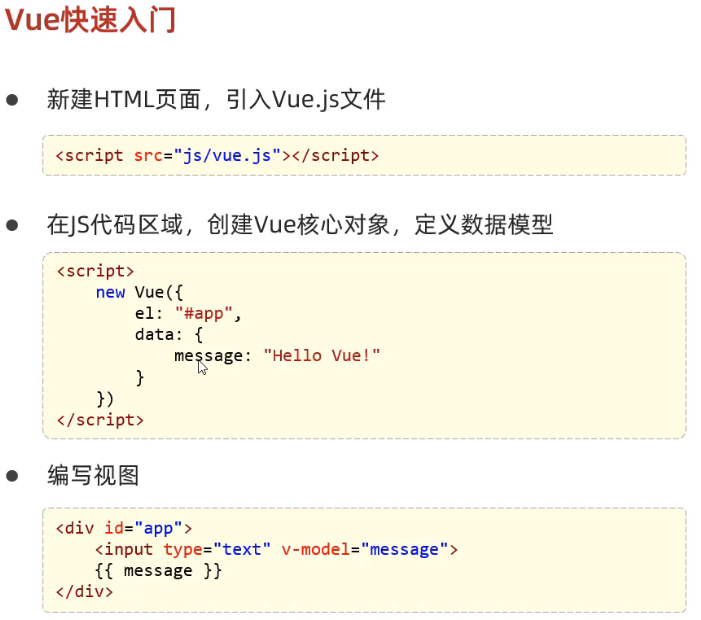 Vue快速入门
新建HTML页面，引入Vue.js文件
<script src="js/vue.js"></script>
在JS代码区域，创建Vue核心对象，定义数据模型
<script>
    new Vue({
        el: "#app",
        data: {
            message: "Hello Vue!"
        }
    })
</script>
编写视图
<div id="app">
    <input type="text" v-model="message">
    {{ message }}
</div>